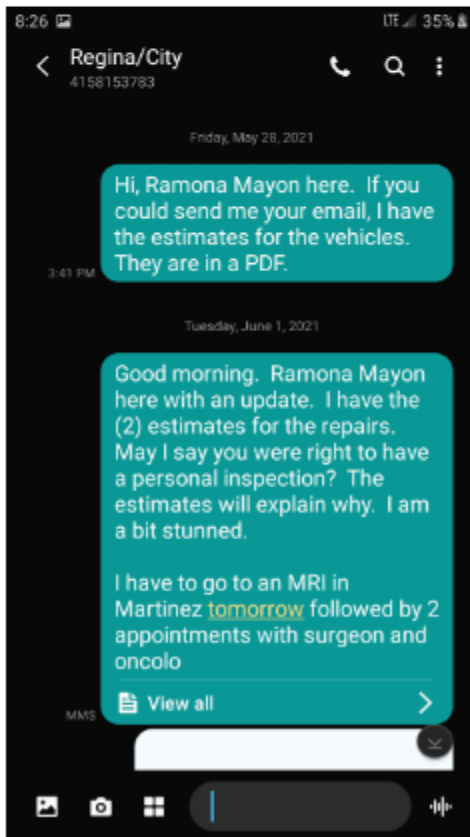 8:26 LTE 35%
Regina/City
4158153783
Friday, May 28, 2021
Hi, Ramona Mayon here.  If you
could send me your email, I have
the estimates for the vehicles.
They are in a PDF.
3:41 PM
Tuesday, June 1, 2021
Good morning.  Ramona Mayon
here with an update.  I have the
(2) estimates for the repairs.
May I say you were right to have
a personal inspection?  The
estimates will explain why.  I am
a bit stunned.
I have to go to an MRI in
Martinez tomorrow followed by 2
appointments with surgeon and
oncolo
View all
MMS